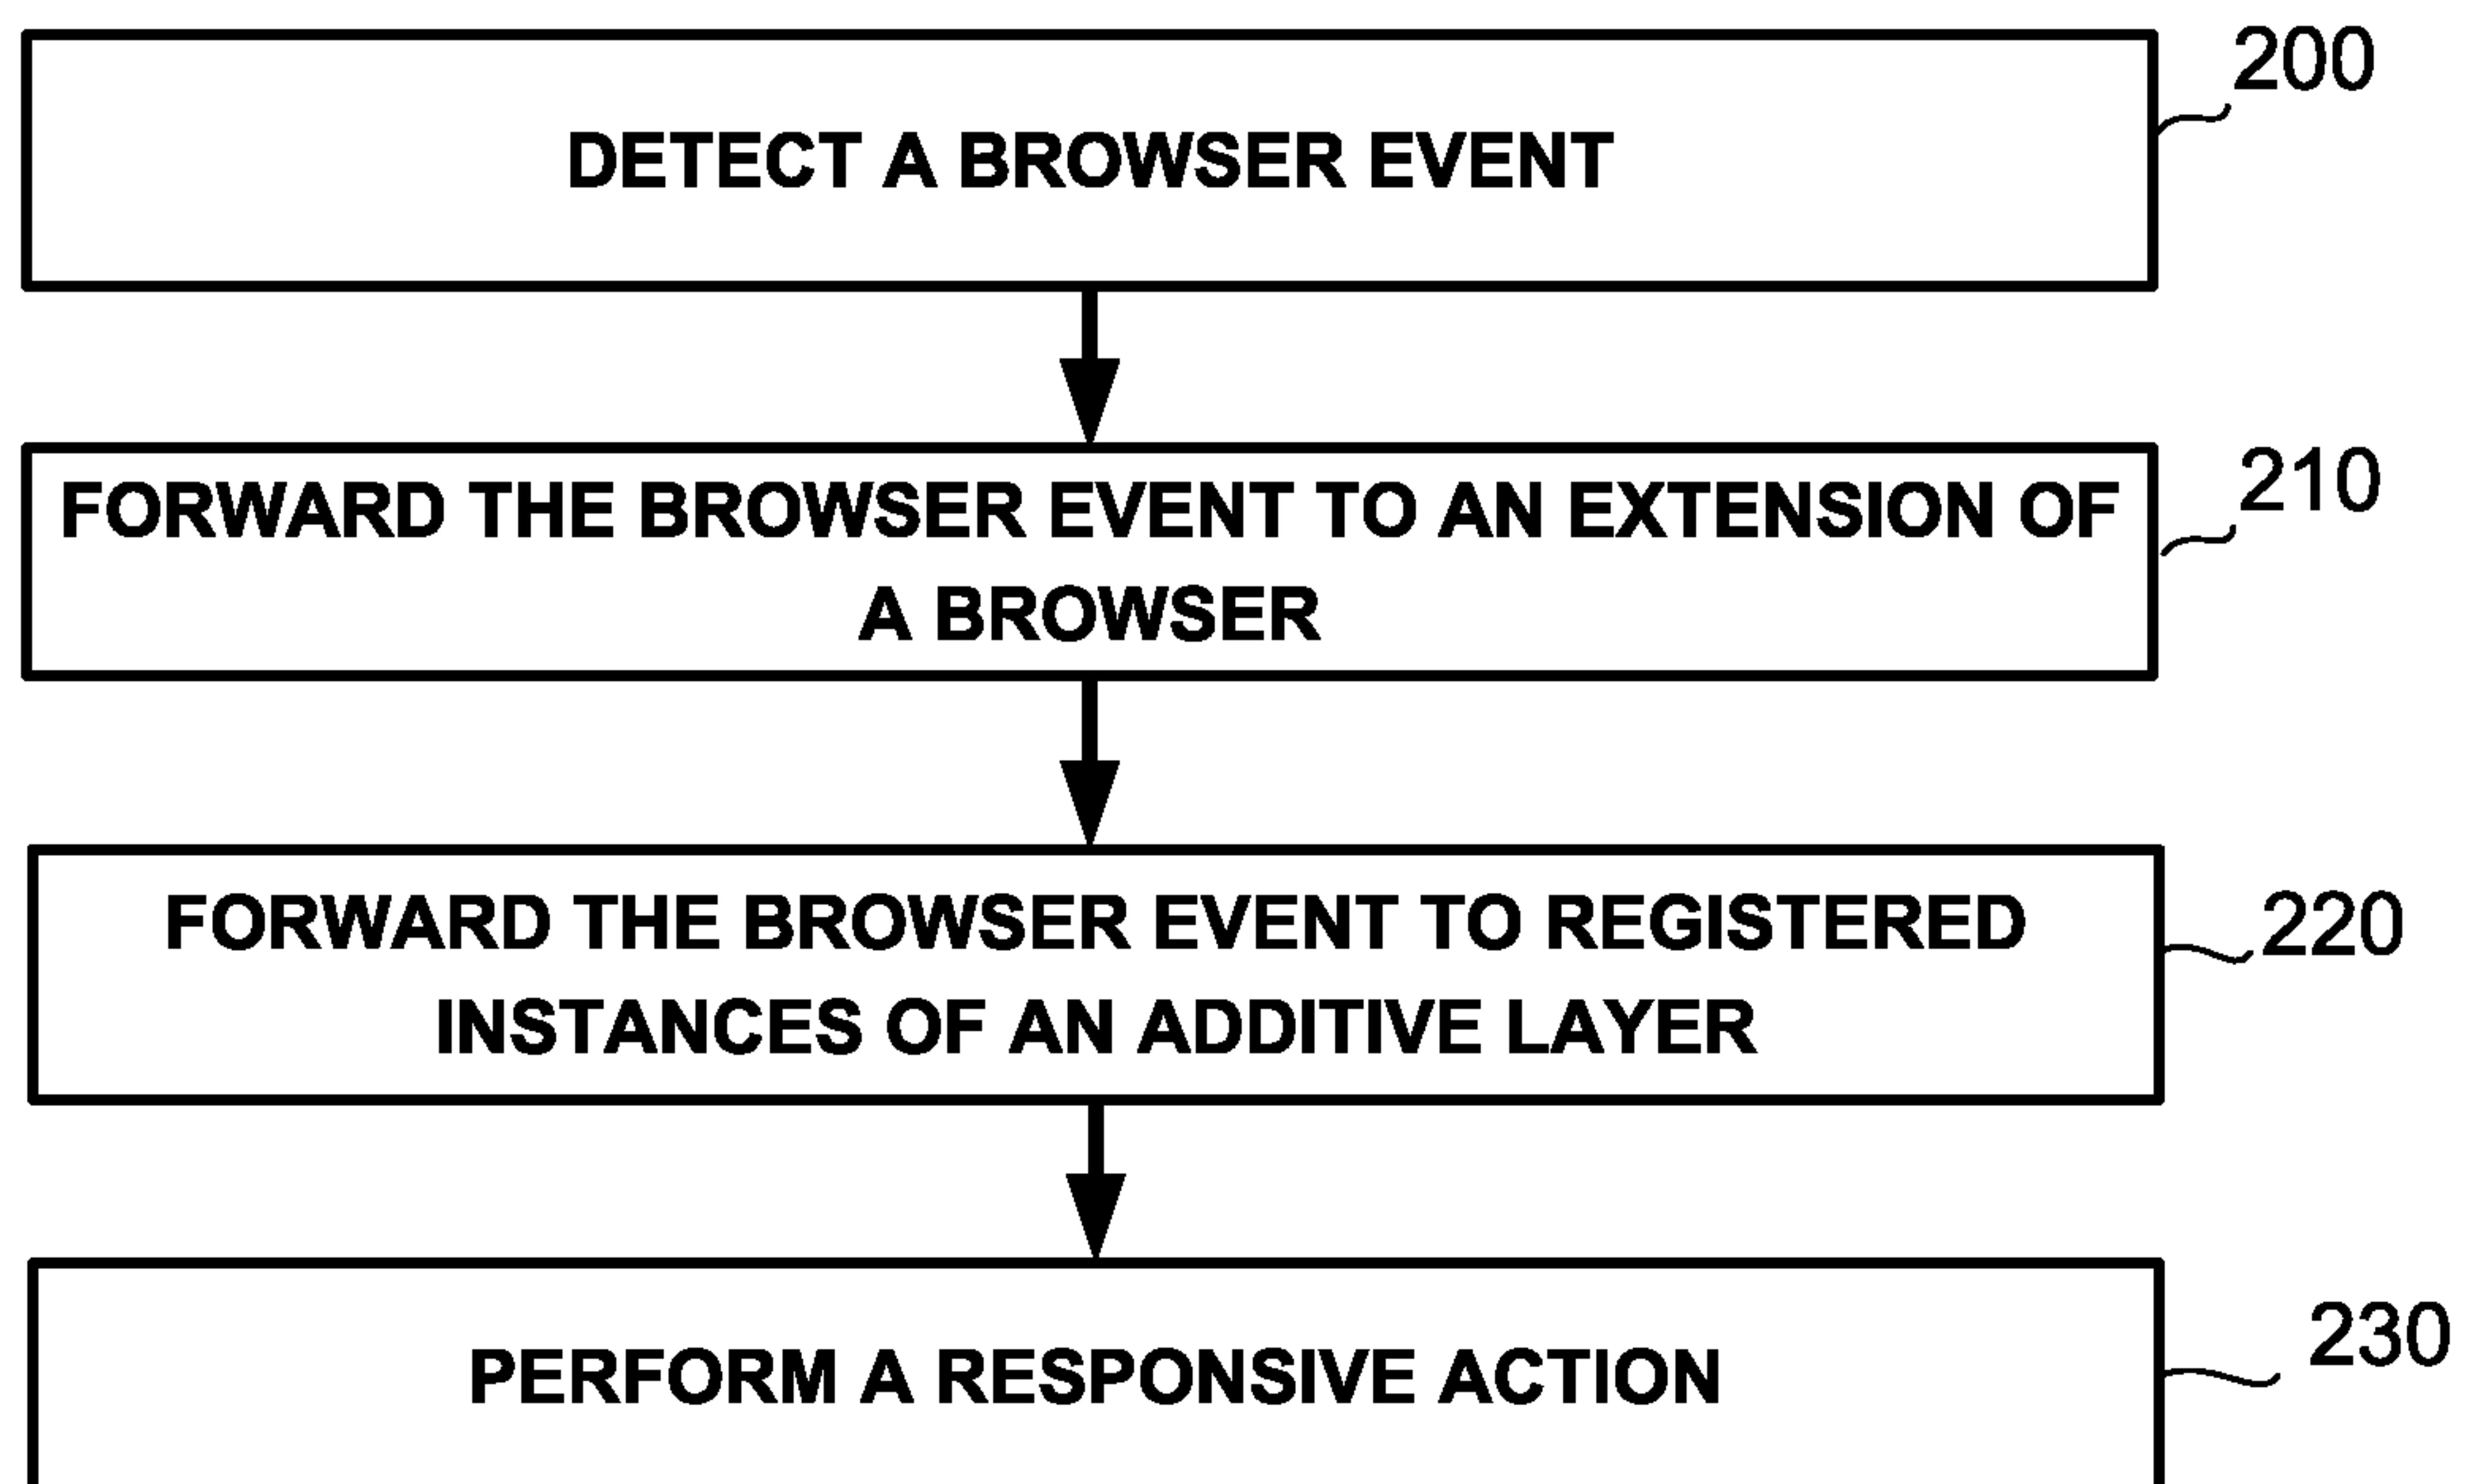 200
DETECT A BROWSER EVENT
210
FORWARD THE BROWSER EVENT TO AN EXTENSION OF
A BROWSER
220
FORWARD THE BROWSER EVENT TO REGISTERED
INSTANCES OF AN ADDITIVE LAYER
230
PERFORM A RESPONSIVE ACTION